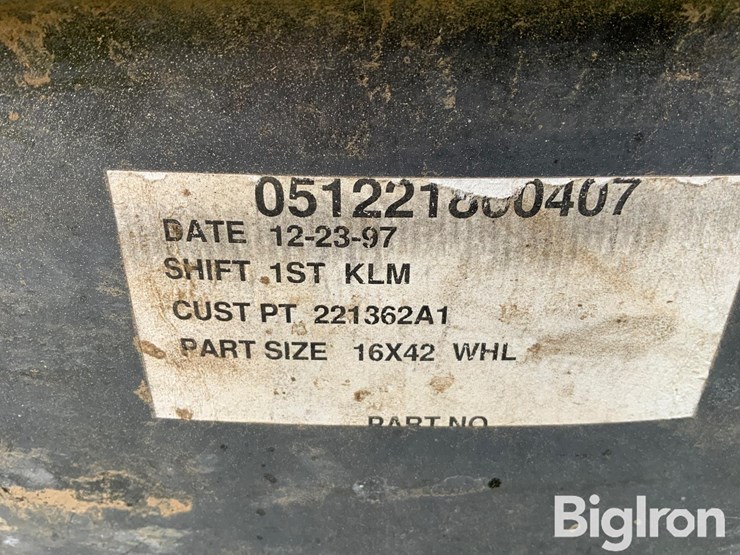 051221800407
DATE 12-23-97
SHIFT 1ST KLM
CUST PT 221362A1
PART SIZE 16X42 WHL
PART NO
BigIron